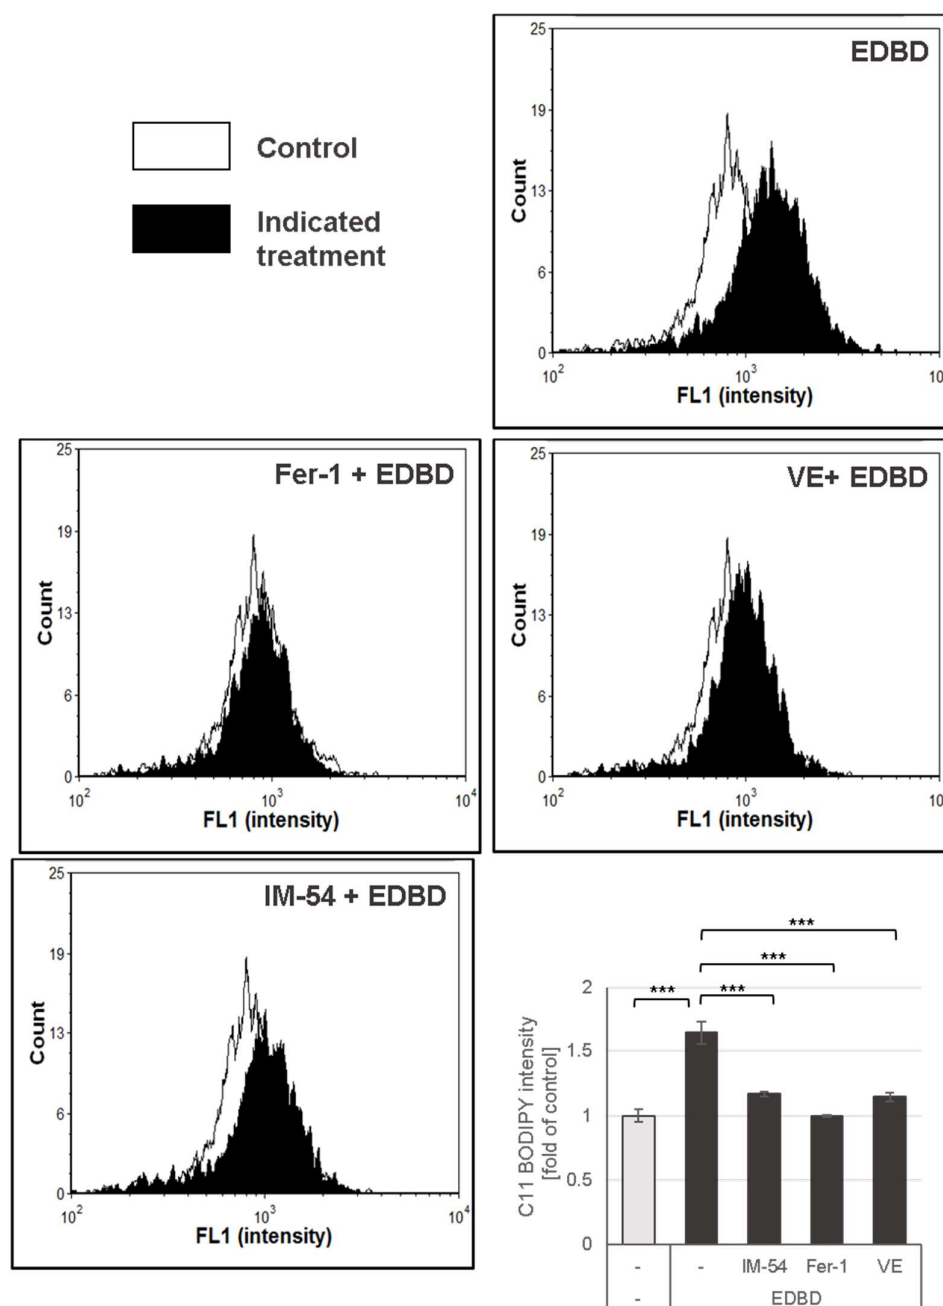 Control
Indicated
treatment
EDBD
25
19
13
6
0
Count
10²
10³
10
FL1 (intensity)
Fer-1 + EDBD
25
19
13
6
0
Count
10²
10³
10⁴
FL1 (intensity)
VE+ EDBD
25
19
13
6
0
Count
10²
10³
10
FL1 (intensity)
IM-54 + EDBD
25
19
13
6
0
Count
10²
10³
10⁴
FL1 (intensity)
***
***
*** ***
2
1.5
1
0.5
0
C11 BODIPY intensity
[fold of control]
- - IM-54 Fer-1 VE
- EDBD